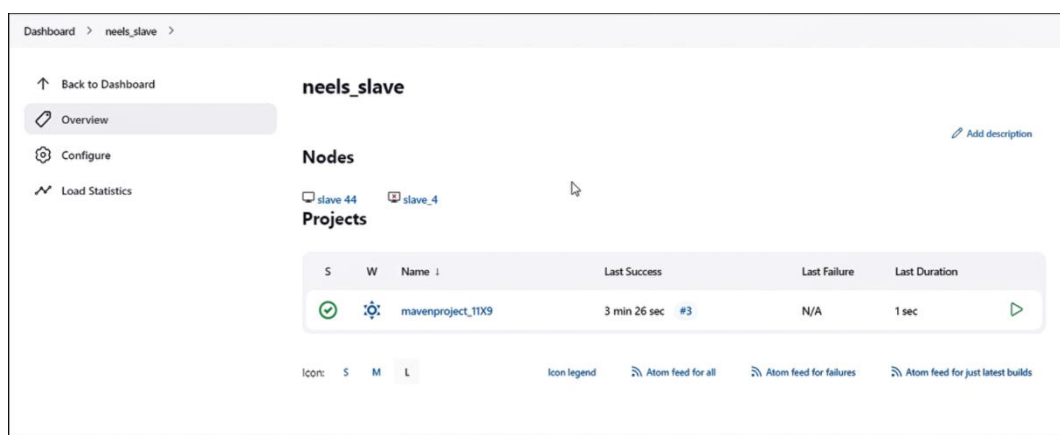 Dashboard > neels_slave >
Back to Dashboard
Overview
Configure
Load Statistics
neels_slave
Add description
Nodes
slave 44 slave_4
Projects
S W Name ↓ Last Success Last Failure Last Duration
mavenproject_11X9 3 min 26 sec #3 N/A 1 sec
Icon: S M L Icon legend Atom feed for all Atom feed for failures Atom feed for just latest builds